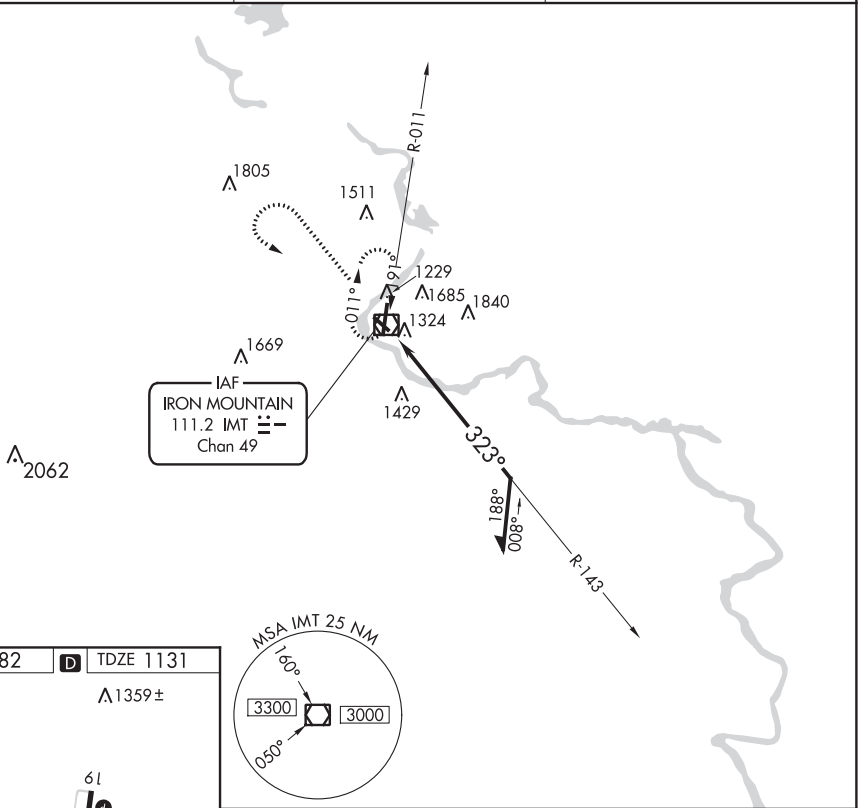 R-011
1805
1511
191°
1229
011°
1685
1840
1324
1669
IAF
IRON MOUNTAIN
111.2 IMT
Chan 49
1429
323°
2062
188°
008°
R-143
MSA IMT 25 NM
160°
3300
3000
050°
82
D
TDZE 1131
1359±
19